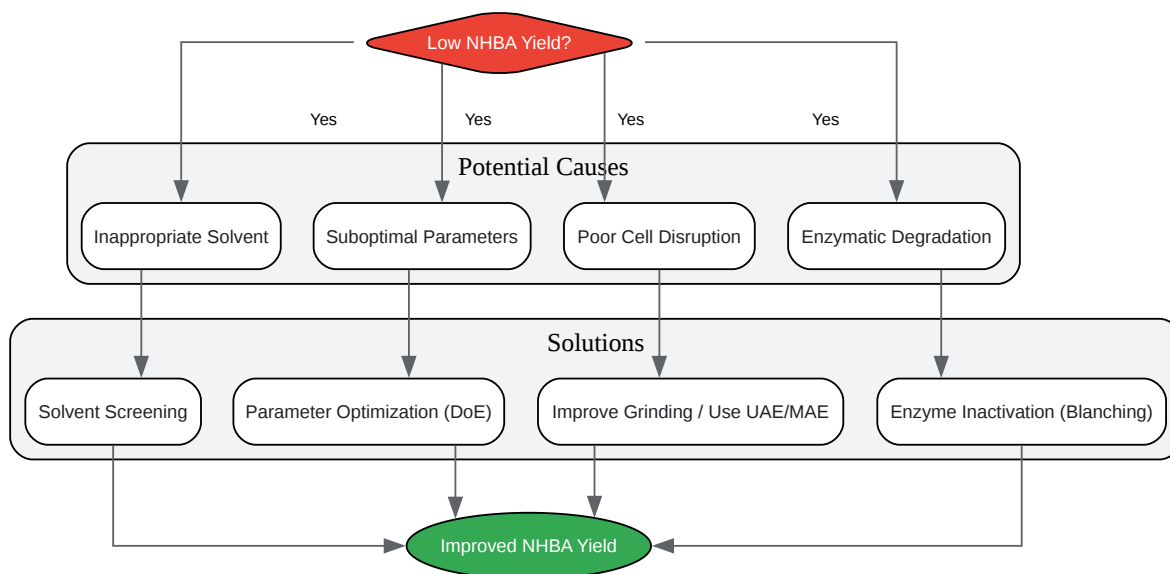 Low NHBA Yield?
Yes
Yes
Yes
Yes
Potential Causes
Inappropriate Solvent
Suboptimal Parameters
Poor Cell Disruption
Enzymatic Degradation
Solutions
Solvent Screening
Parameter Optimization (DoE)
Improve Grinding / Use UAE/MAE
Enzyme Inactivation (Blanching)
Improved NHBA Yield